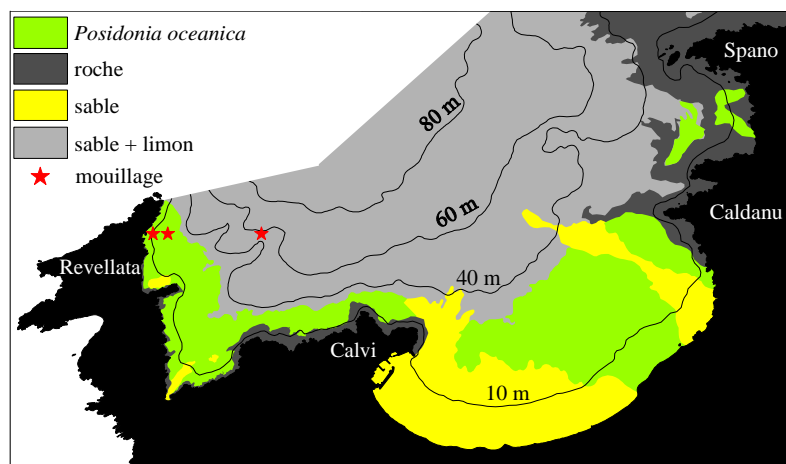 Posidonia oceanica
roche
sable
sable + limon
mouillage
Spano
80 m
60 m
Caldanu
Revellata
40 m
Calvi
10 m